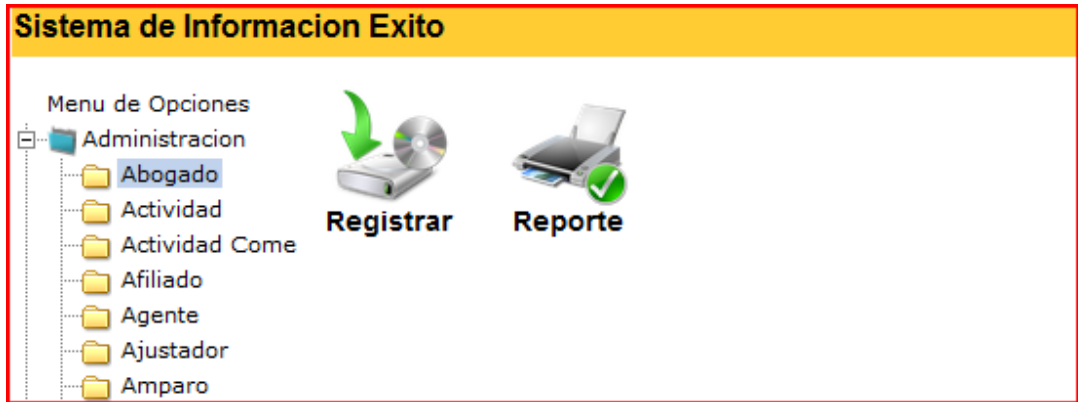 Sistema de Informacion Exito
Menu de Opciones
Administracion
Abogado
Actividad
Actividad Come
Afiliado
Agente
Ajustador
Amparo
Registrar
Reporte